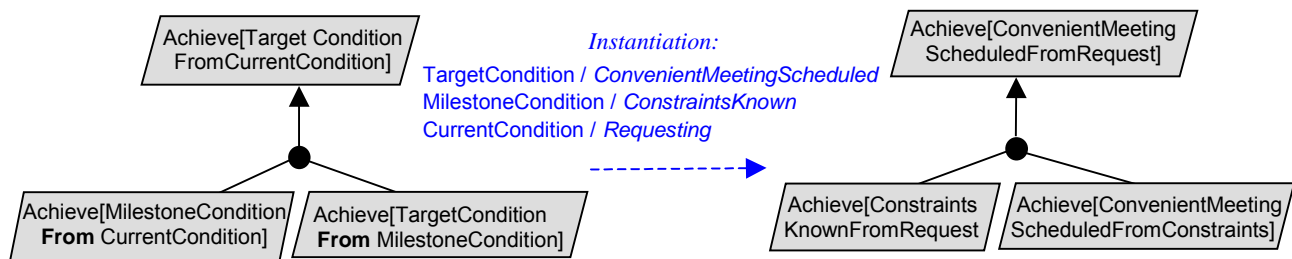 Achieve[Target Condition
FromCurrentCondition]
Achieve[MilestoneCondition
From CurrentCondition]
Achieve[TargetCondition
From MilestoneCondition]
Instantiation:
TargetCondition / ConvenientMeetingScheduled
MilestoneCondition / ConstraintsKnown
CurrentCondition / Requesting
Achieve[ConvenientMeeting
ScheduledFromRequest]
Achieve[Constraints
KnownFromRequest
Achieve[ConvenientMeeting
ScheduledFromConstraints]